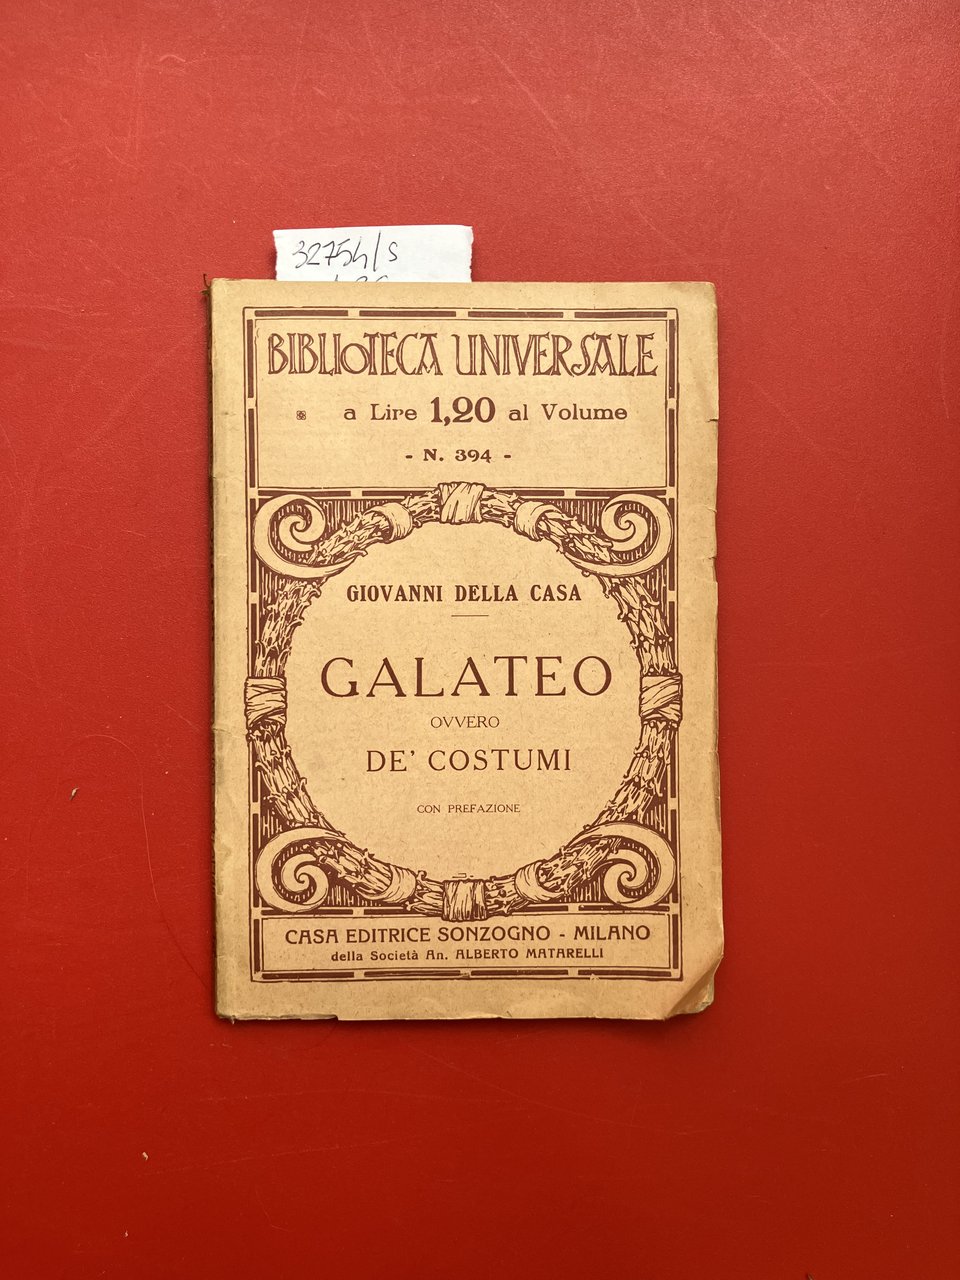 32754/s
BIBLIOTECA UNIVERSALE
a Lire 1,20 al Volume
- N. 394 -
GIOVANNI DELLA CASA
GALATEO
OVVERO
DE' COSTUMI
CON PREFAZIONE
CASA EDITRICE SONZOGNO - MILANO
della Società An. ALBERTO MATARELLI